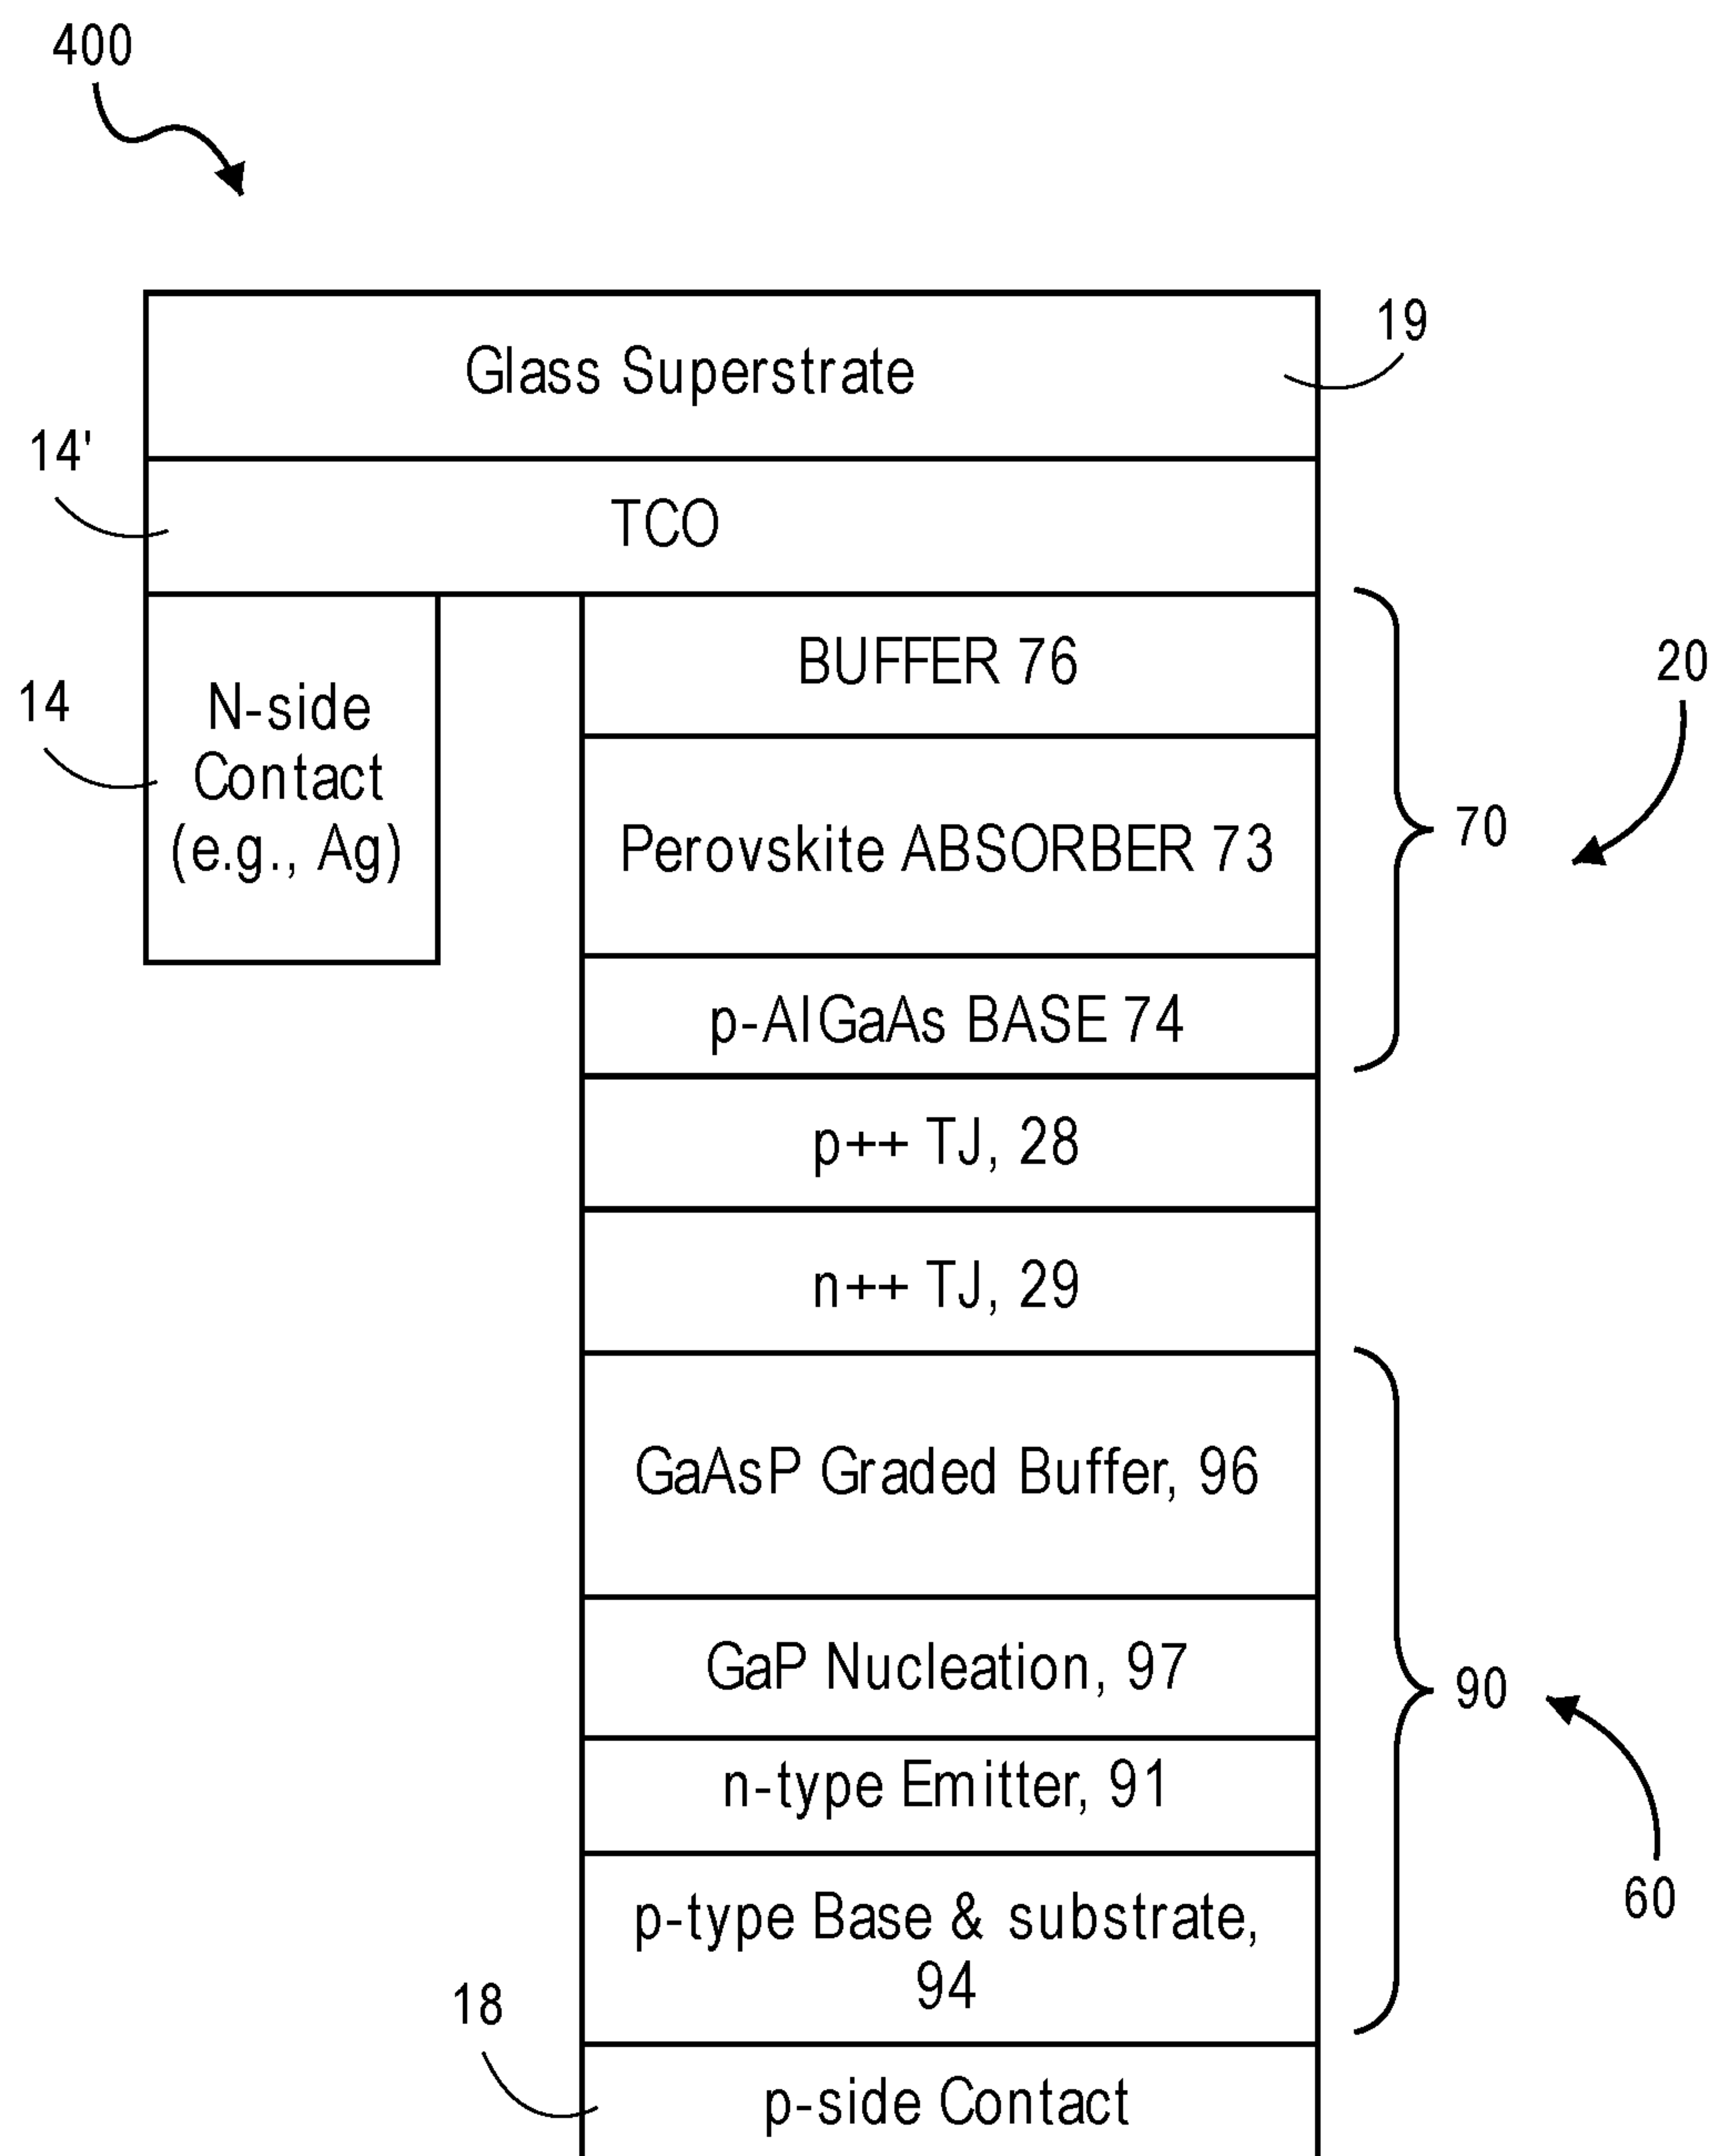 400
Glass Superstrate
19
14'
TCO
14
N-side
Contact
(e.g., Ag)
BUFFER 76
Perovskite ABSORBER 73
p-AlGaAs BASE 74
70
20
p++ TJ, 28
n++ TJ, 29
GaAsP Graded Buffer, 96
GaP Nucleation, 97
n-type Emitter, 91
p-type Base & substrate,
94
90
60
18
p-side Contact